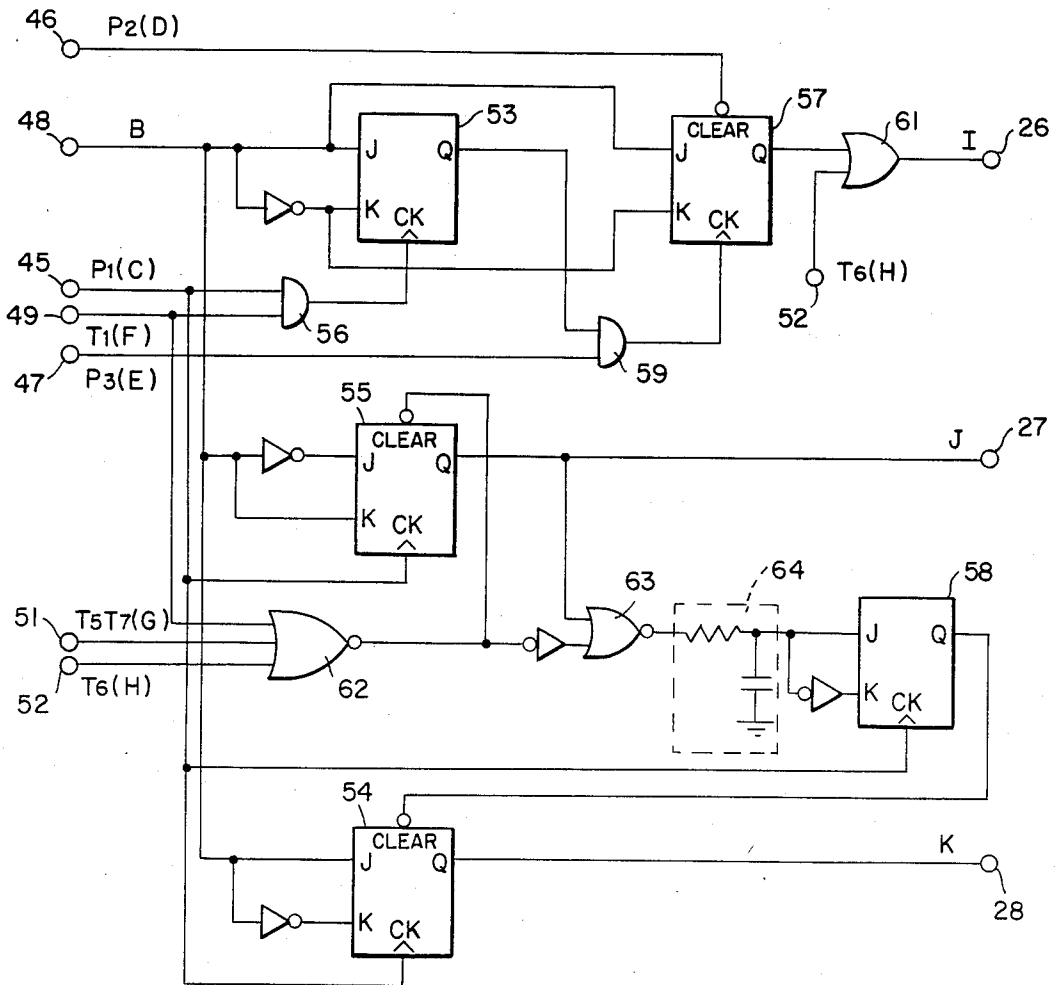 46 P2(D)
48 B
53
J Q
K CK
57
CLEAR
J Q
K CK
61
I 26
T6(H)
52
45 P1(C)
49 T1(F)
56
47 P3(E)
59
55
CLEAR
J Q
K CK
J 27
51 T5T7(G)
52 T6(H)
62
63
64
58
J Q
K CK
54
CLEAR
J Q
K CK
K
28